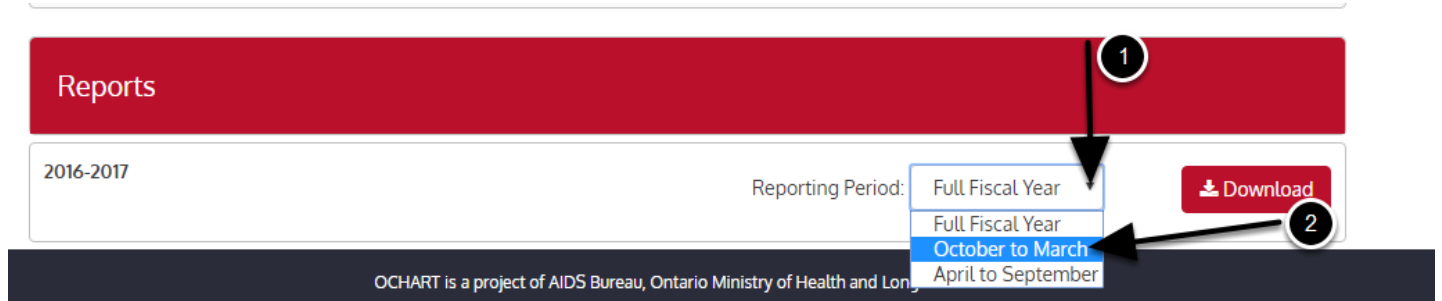 1
Reports
2016-2017
Reporting Period: Full Fiscal Year Download
Full Fiscal Year
2
October to March
April to September
OCHART is a project of AIDS Bureau, Ontario Ministry of Health and